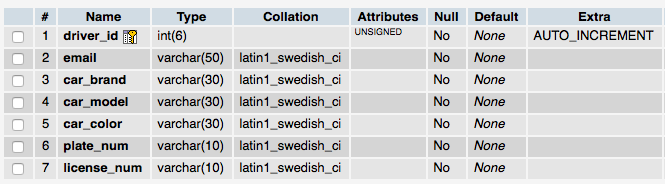 # Name Type Collation Attributes Null Default Extra
1 driver_id int(6) UNSIGNED No None AUTO_INCREMENT
2 email varchar(50) latin1_swedish_ci No None
3 car_brand varchar(30) latin1_swedish_ci No None
4 car_model varchar(30) latin1_swedish_ci No None
5 car_color varchar(30) latin1_swedish_ci No None
6 plate_num varchar(10) latin1_swedish_ci No None
7 license_num varchar(10) latin1_swedish_ci No None